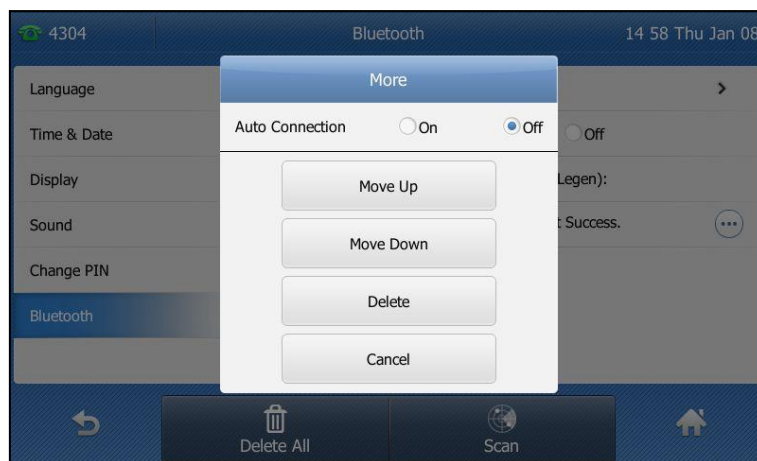 4304 Bluetooth 14 58 Thu Jan 08
More
Language
Auto Connection On Off Off
Time & Date
Move Up Legen):
Display
Sound t Success.
Move Down
Change PIN
Delete
Bluetooth
Cancel
Delete All Scan